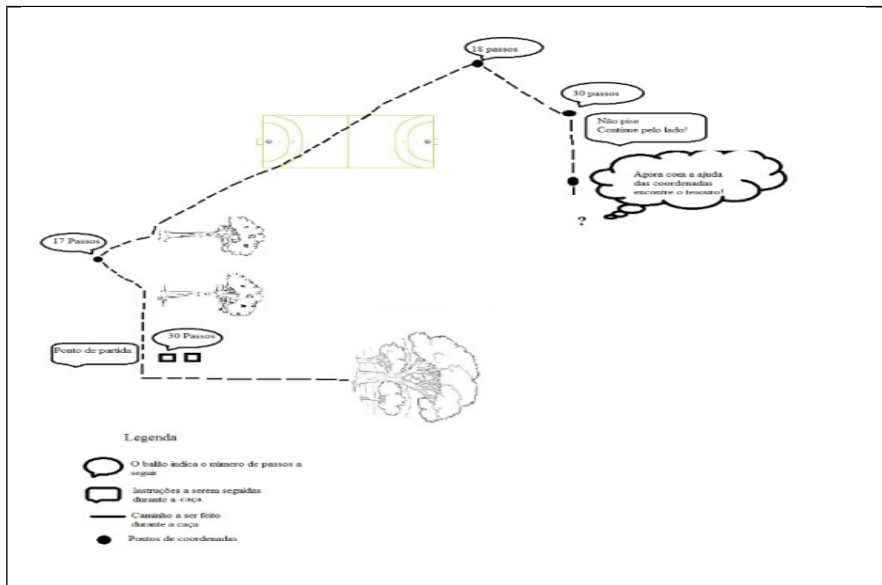 18 passos
30 passos
Não pise
Continue pelo lado!
Agora com a ajuda
das coordenadas
encontre o tesouro!
?
17 Passos
30 Passos
Ponto de partida
Legenda
O balão indica o número de passos a
seguir
Instruções a serem seguidas
durante a caça.
Caminho a ser feito
durante a caça
Pontos de coordenadas